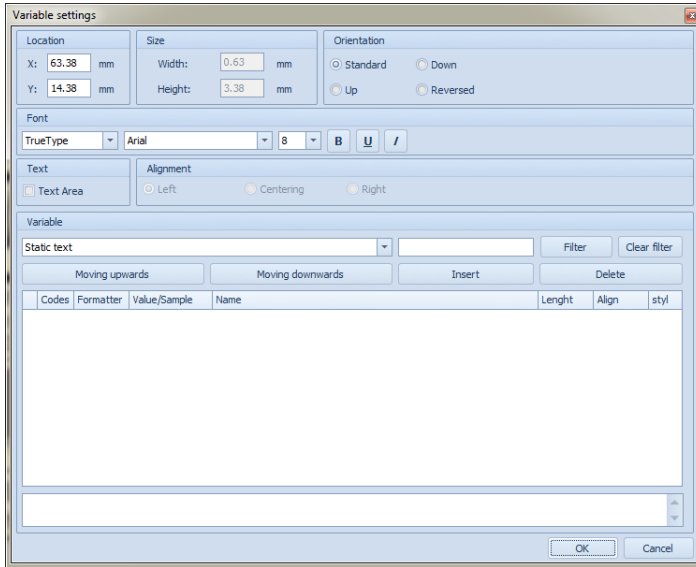 Variable settings
Location
Size
Orientation
X: 63.38 mm
Width: 0.63 mm
Standard
Down
Y: 14.38 mm
Height: 3.38 mm
Up
Reversed
Font
TrueType
Arial
8
B
U
I
Text
Alignment
Text Area
Left
Centering
Right
Variable
Static text
Filter
Clear filter
Moving upwards
Moving downwards
Insert
Delete
Codes
Formatter
Value/Sample
Name
Lenght
Align
styl
OK
Cancel